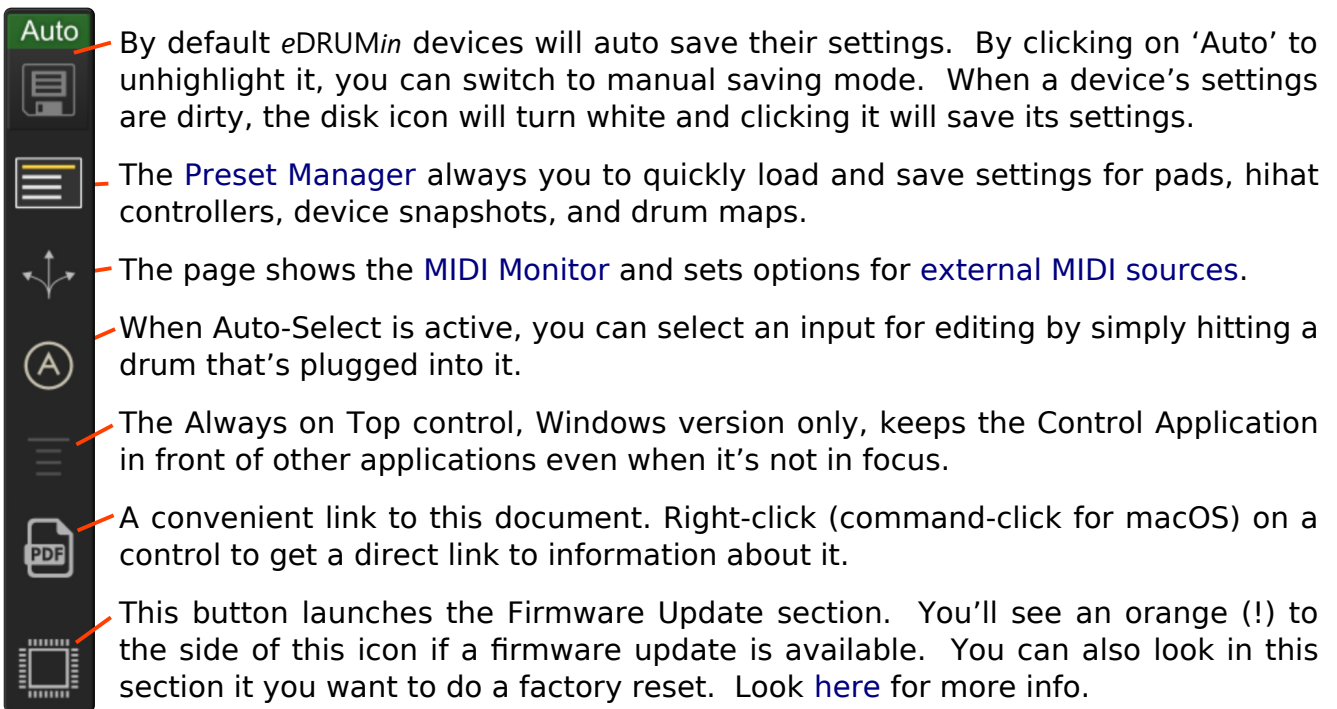 Auto
By default eDRUMin devices will auto save their settings. By clicking on ‘Auto’ to
unhighlight it, you can switch to manual saving mode. When a device’s settings
are dirty, the disk icon will turn white and clicking it will save its settings.
The Preset Manager always you to quickly load and save settings for pads, hihat
controllers, device snapshots, and drum maps.
The page shows the MIDI Monitor and sets options for external MIDI sources.
When Auto-Select is active, you can select an input for editing by simply hitting a
A
drum that’s plugged into it.
The Always on Top control, Windows version only, keeps the Control Application
in front of other applications even when it’s not in focus.
A convenient link to this document. Right-click (command-click for macOS) on a
PDF
control to get a direct link to information about it.
This button launches the Firmware Update section. You’ll see an orange (!) to
the side of this icon if a firmware update is available. You can also look in this
section it you want to do a factory reset. Look here for more info.